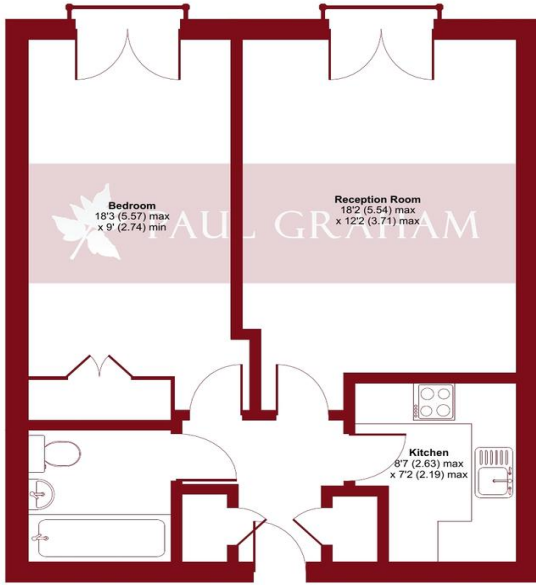 Bedroom
18'3 (5.57) max
x 9' (2.74) min
Reception Room
18'2 (5.54) max
x 12'2 (3.71) max
PAUL GRAHAM
Kitchen
8'7 (2.63) max
x 7'2 (2.19) max